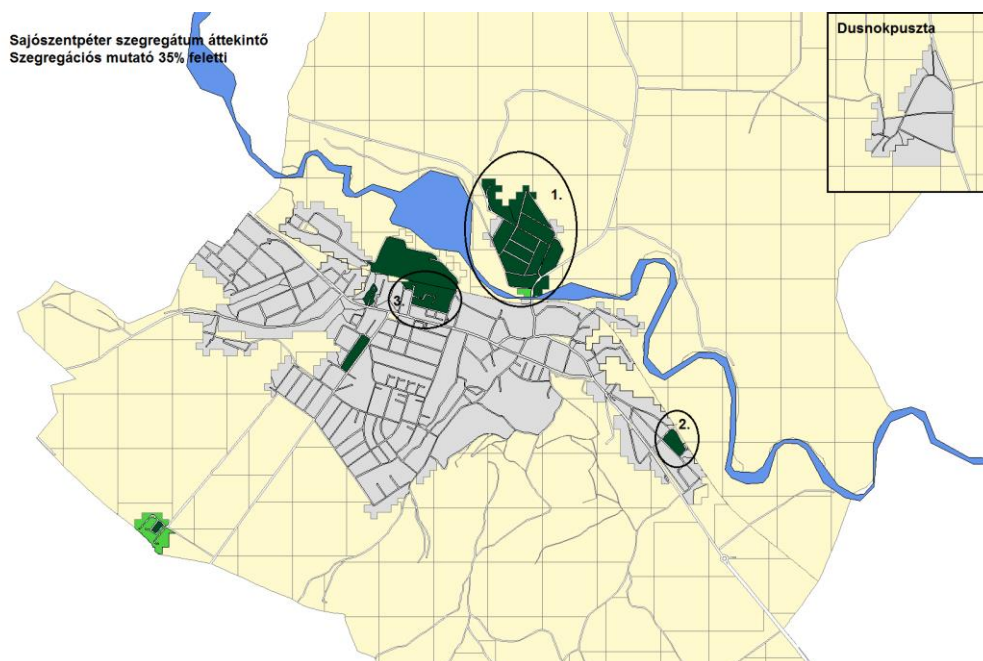 Sajószentpéter szegregátum áttekintő
Szegregációs mutató 35% feletti
Dusnokpuszta
1.
3.
2.